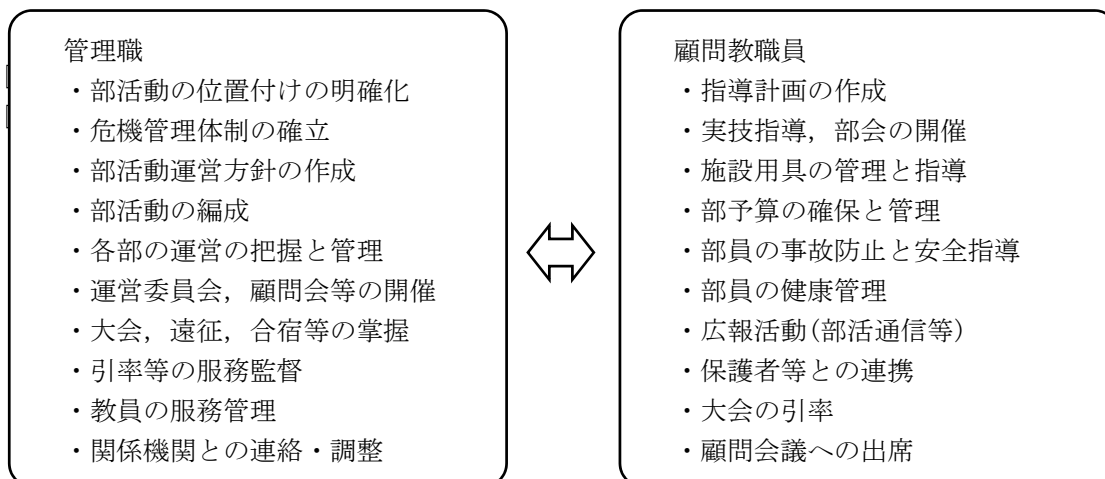 管理職
・部活動の位置付けの明確化
・危機管理体制の確立
・部活動運営方針の作成
・部活動の編成
・各部の運営の把握と管理
・運営委員会，顧問会等の開催
・大会，遠征，合宿等の掌握
・引率等の服務監督
・教員の服務管理
・関係機関との連絡・調整
顧問教職員
・指導計画の作成
・実技指導，部会の開催
・施設用具の管理と指導
・部予算の確保と管理
・部員の事故防止と安全指導
・部員の健康管理
・広報活動(部活通信等)
・保護者等との連携
・大会の引率
・顧問会議への出席